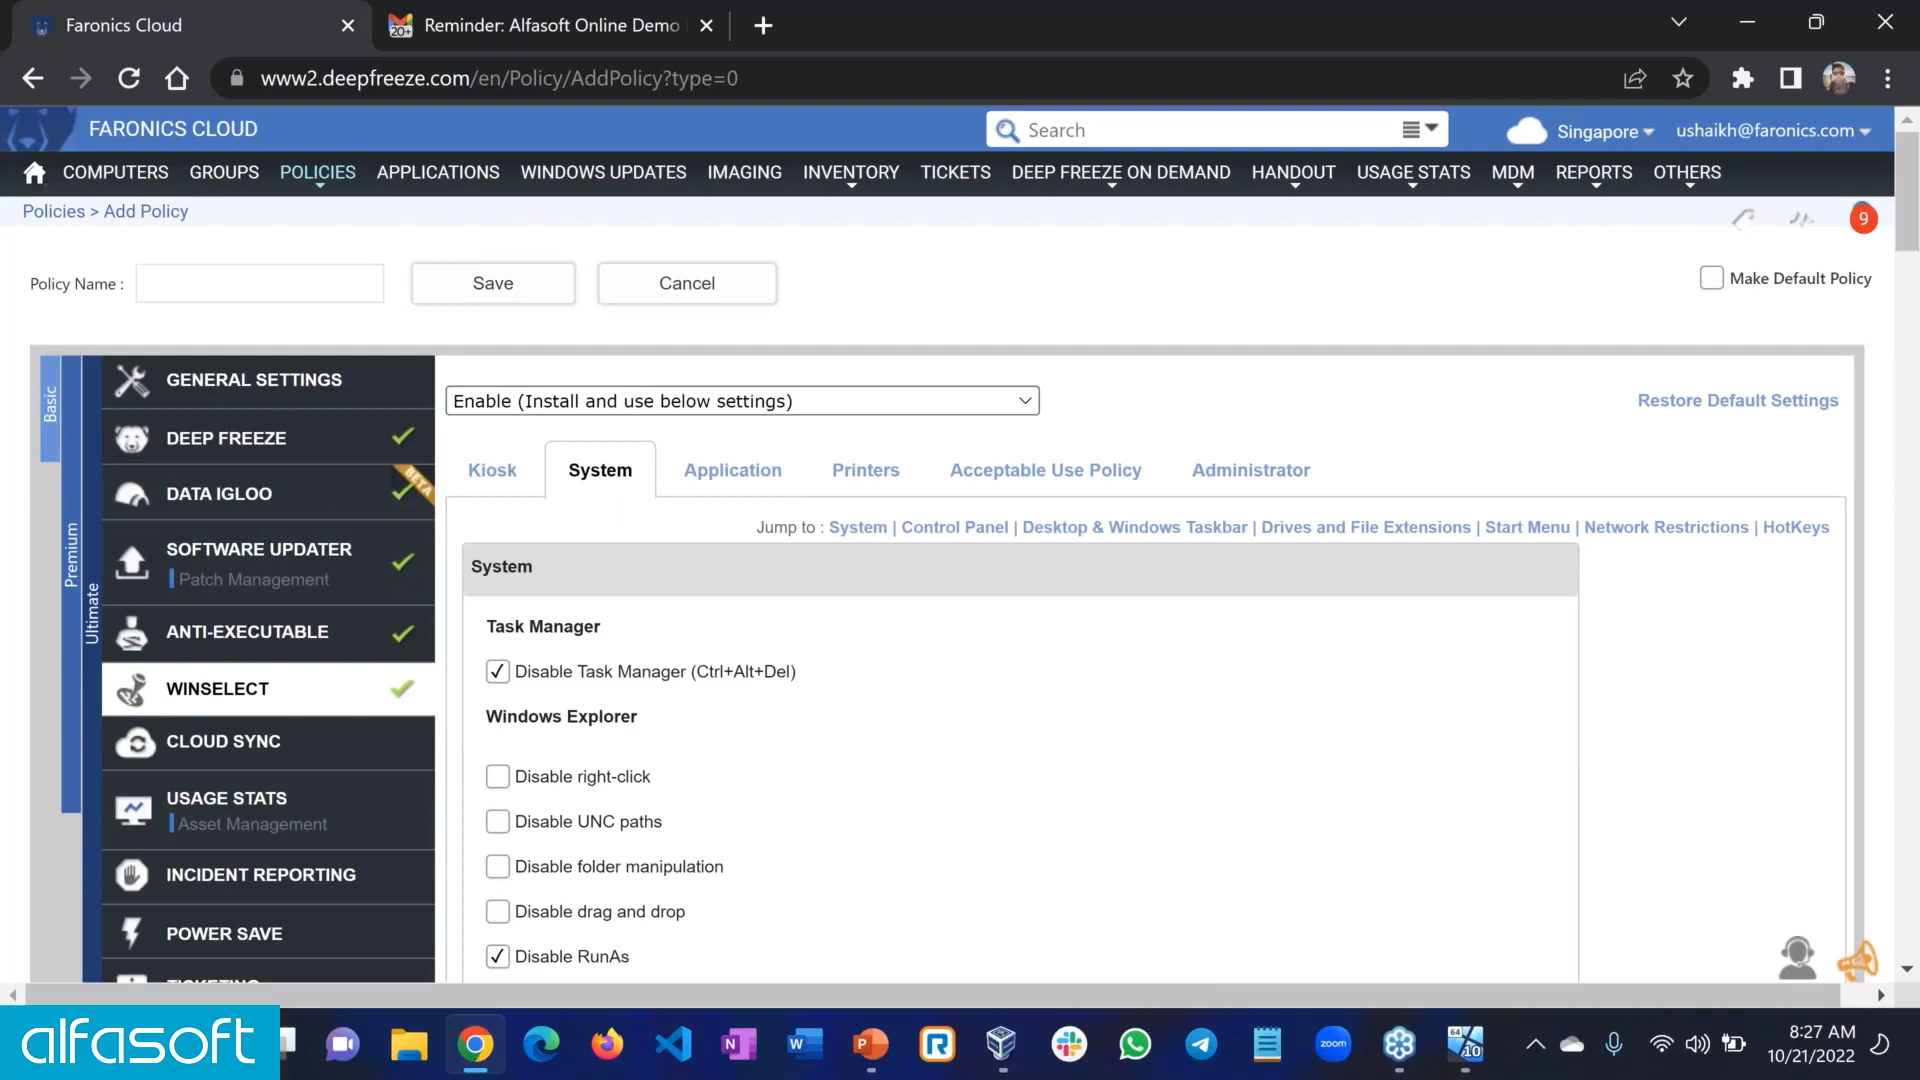 Faronics Cloud
20+
Reminder: Alfasoft Online Demo
www2.deepfreeze.com/en/Policy/AddPolicy?type=0
FARONICS CLOUD
Search
Singapore
ushaikh@faronics.com
COMPUTERS GROUPS POLICIES APPLICATIONS WINDOWS UPDATES IMAGING INVENTORY TICKETS DEEP FREEZE ON DEMAND HANDOUT USAGE STATS MDM REPORTS OTHERS
Policies > Add Policy
9
Policy Name :
Save
Cancel
Make Default Policy
Basic
Premium
Ultimate
GENERAL SETTINGS
DEEP FREEZE
DATA IGLOO
BETA
SOFTWARE UPDATER
Patch Management
ANTI-EXECUTABLE
WINSELECT
CLOUD SYNC
USAGE STATS
Asset Management
INCIDENT REPORTING
POWER SAVE
TICKETING
Enable (Install and use below settings)
Restore Default Settings
Kiosk System Application Printers Acceptable Use Policy Administrator
Jump to : System | Control Panel | Desktop & Windows Taskbar | Drives and File Extensions | Start Menu | Network Restrictions | HotKeys
System
Task Manager
Disable Task Manager (Ctrl+Alt+Del)
Windows Explorer
Disable right-click
Disable UNC paths
Disable folder manipulation
Disable drag and drop
Disable RunAs
alfasoft
N
W
P
R
zoom
64
10
8:27 AM
10/21/2022